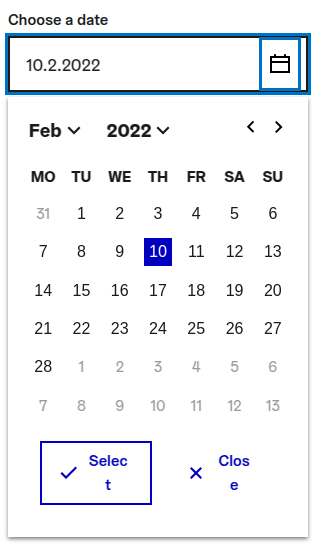 Choose a date
10.2.2022
Feb 2022
MO TU WE TH FR SA SU
31 1 2 3 4 5 6
7 8 9 10 11 12 13
14 15 16 17 18 19 20
21 22 23 24 25 26 27
28 1 2 3 4 5 6
7 8 9 10 11 12 13
Selec
t
Clos
e